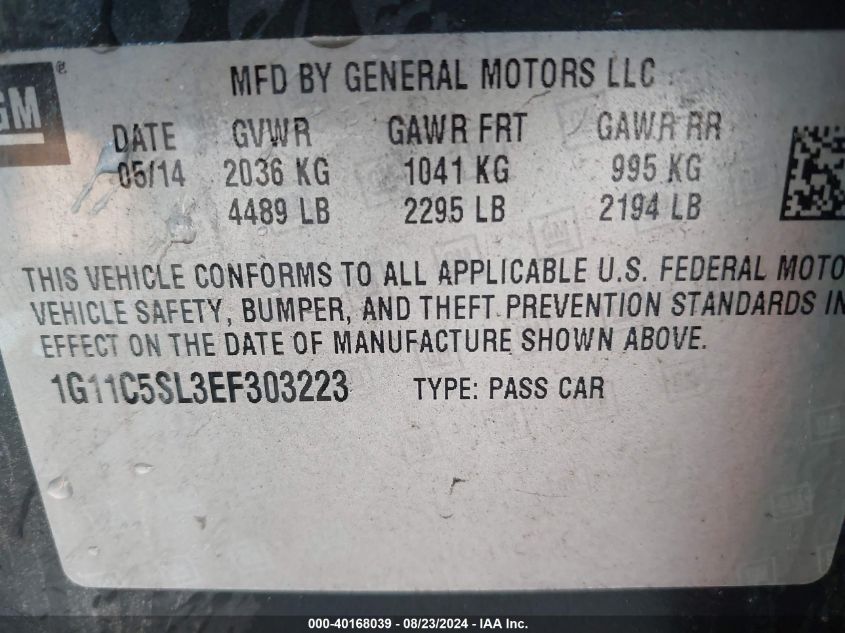 GM ®
MFD BY GENERAL MOTORS LLC
DATE GVWR GAWR FRT GAWR RR
05/14 2036 KG 1041 KG 995 KG
4489 LB 2295 LB 2194 LB
THIS VEHICLE CONFORMS TO ALL APPLICABLE U.S. FEDERAL MOTO
VEHICLE SAFETY, BUMPER, AND THEFT PREVENTION STANDARDS IN
EFFECT ON THE DATE OF MANUFACTURE SHOWN ABOVE.
1G11C5SL3EF303223 TYPE: PASS CAR
000-40168039 - 08/23/2024 - IAA Inc.